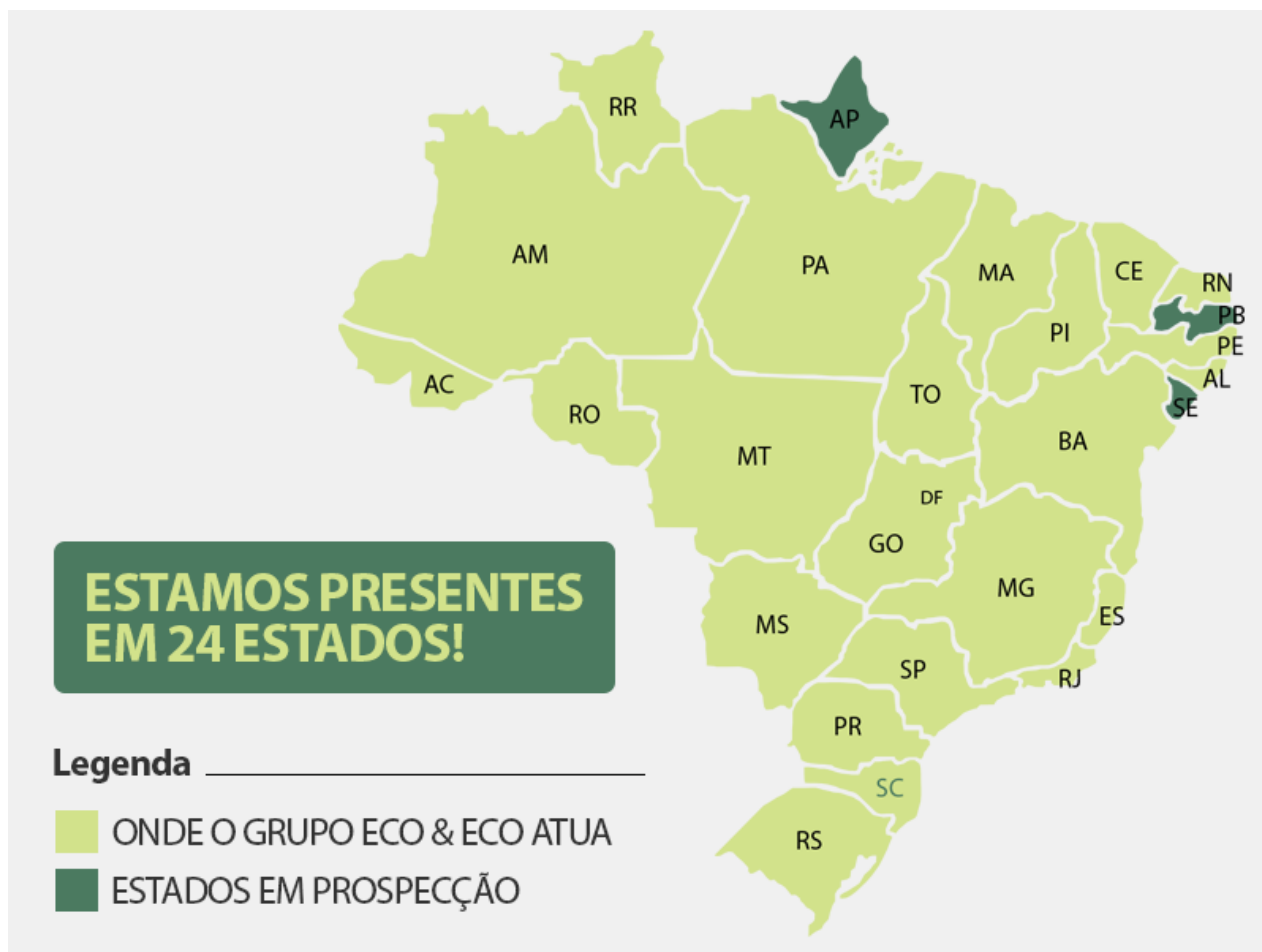 RR
AP
AM
PA
MA
CE
RN
PB
PI
PE
AC
TO
AL
RO
SE
BA
MT
DF
GO
MG
ES
MS
SP
RJ
PR
SC
RS
ESTAMOS PRESENTES
EM 24 ESTADOS!
Legenda
ONDE O GRUPO ECO & ECO ATUA
ESTADOS EM PROSPECÇÃO